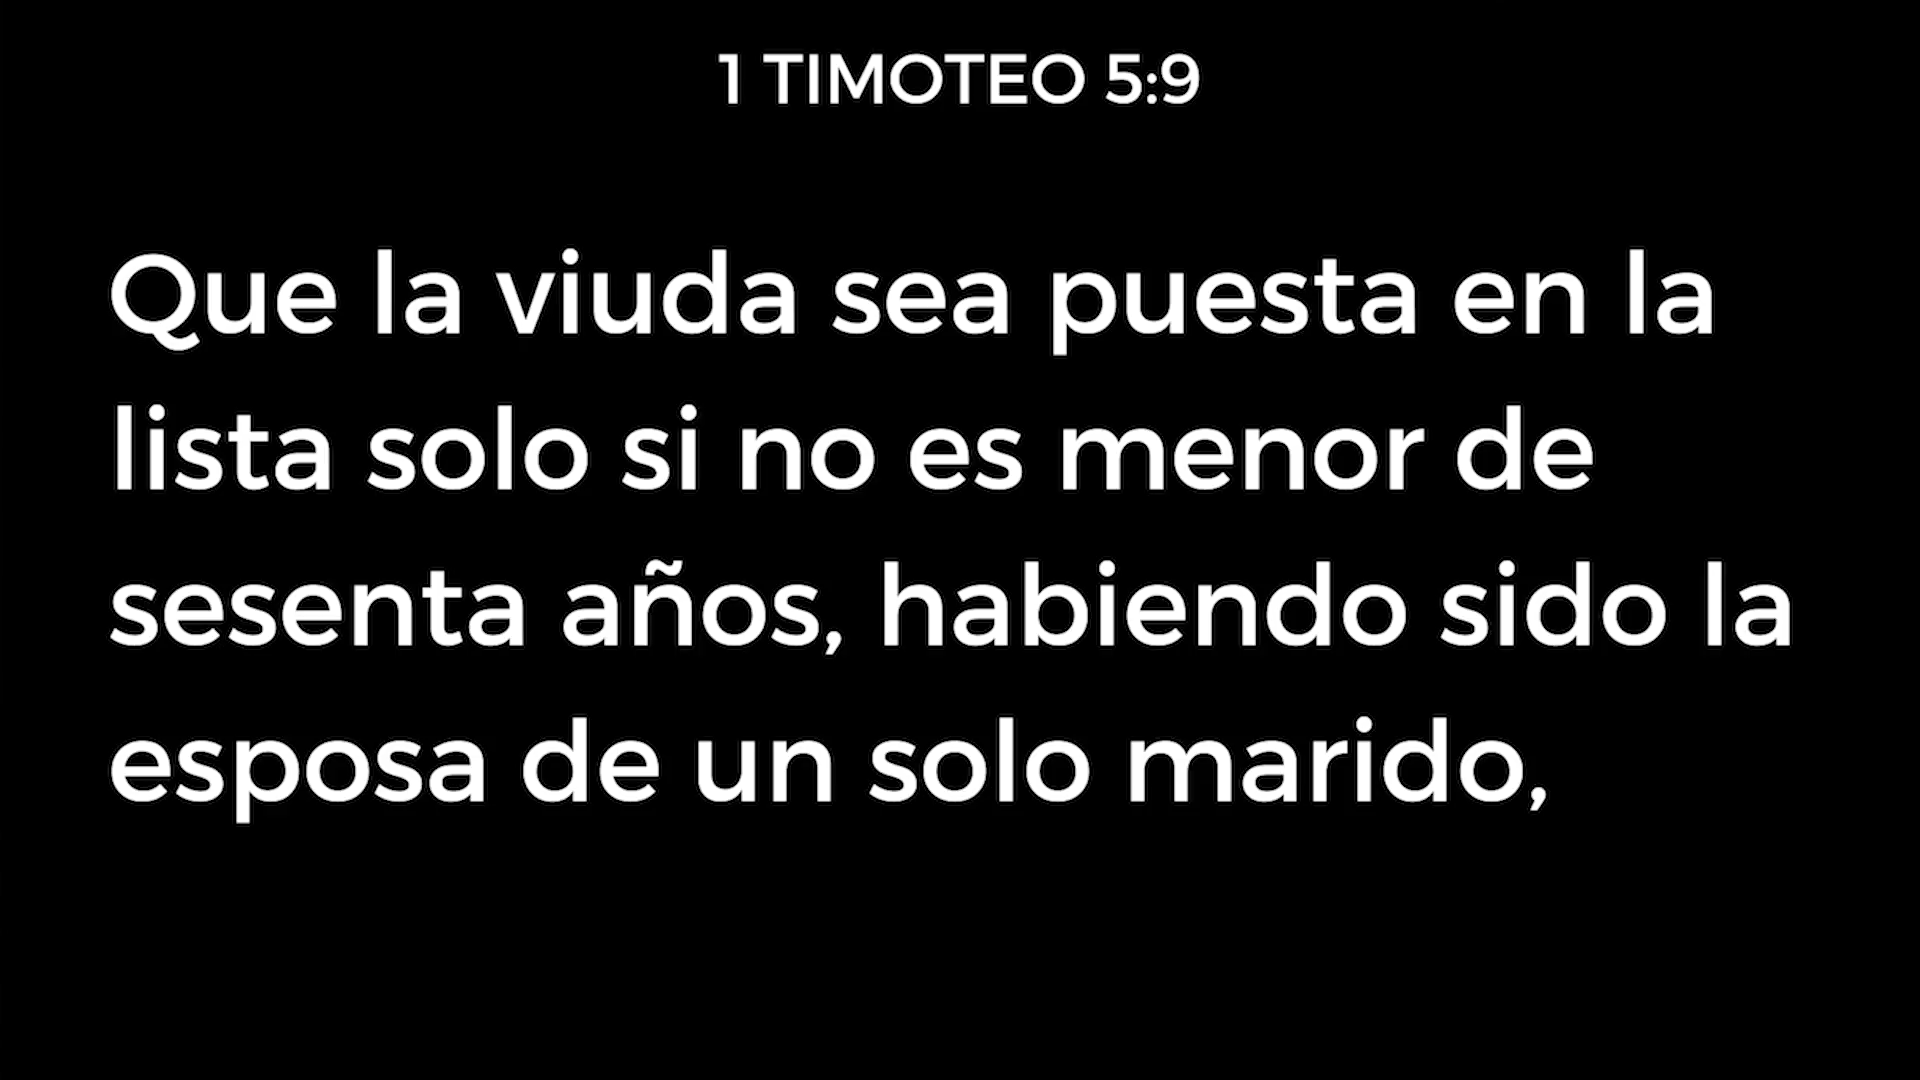 1 TIMOTEO 5:9
Que la viuda sea puesta en la
lista solo si no es menor de
sesenta años, habiendo sido la
esposa de un solo marido,